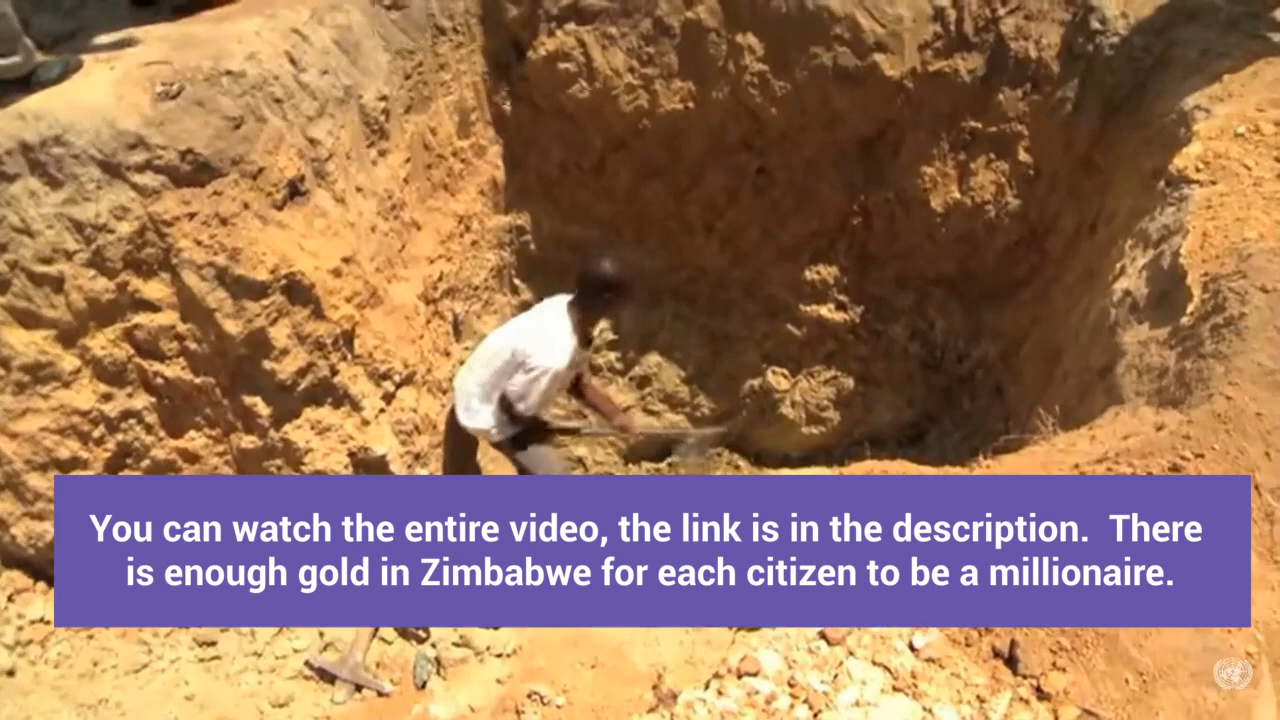 You can watch the entire video, the link is in the description.  There
is enough gold in Zimbabwe for each citizen to be a millionaire.